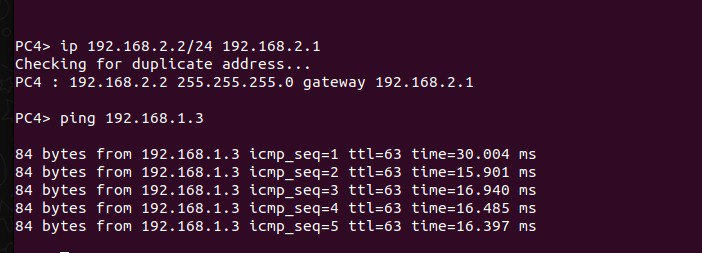 PC4> ip 192.168.2.2/24 192.168.2.1
Checking for duplicate address...
PC4 : 192.168.2.2 255.255.255.0 gateway 192.168.2.1
PC4> ping 192.168.1.3
84 bytes from 192.168.1.3 icmp_seq=1 ttl=63 time=30.004 ms
84 bytes from 192.168.1.3 icmp_seq=2 ttl=63 time=15.901 ms
84 bytes from 192.168.1.3 icmp_seq=3 ttl=63 time=16.940 ms
84 bytes from 192.168.1.3 icmp_seq=4 ttl=63 time=16.485 ms
84 bytes from 192.168.1.3 icmp_seq=5 ttl=63 time=16.397 ms